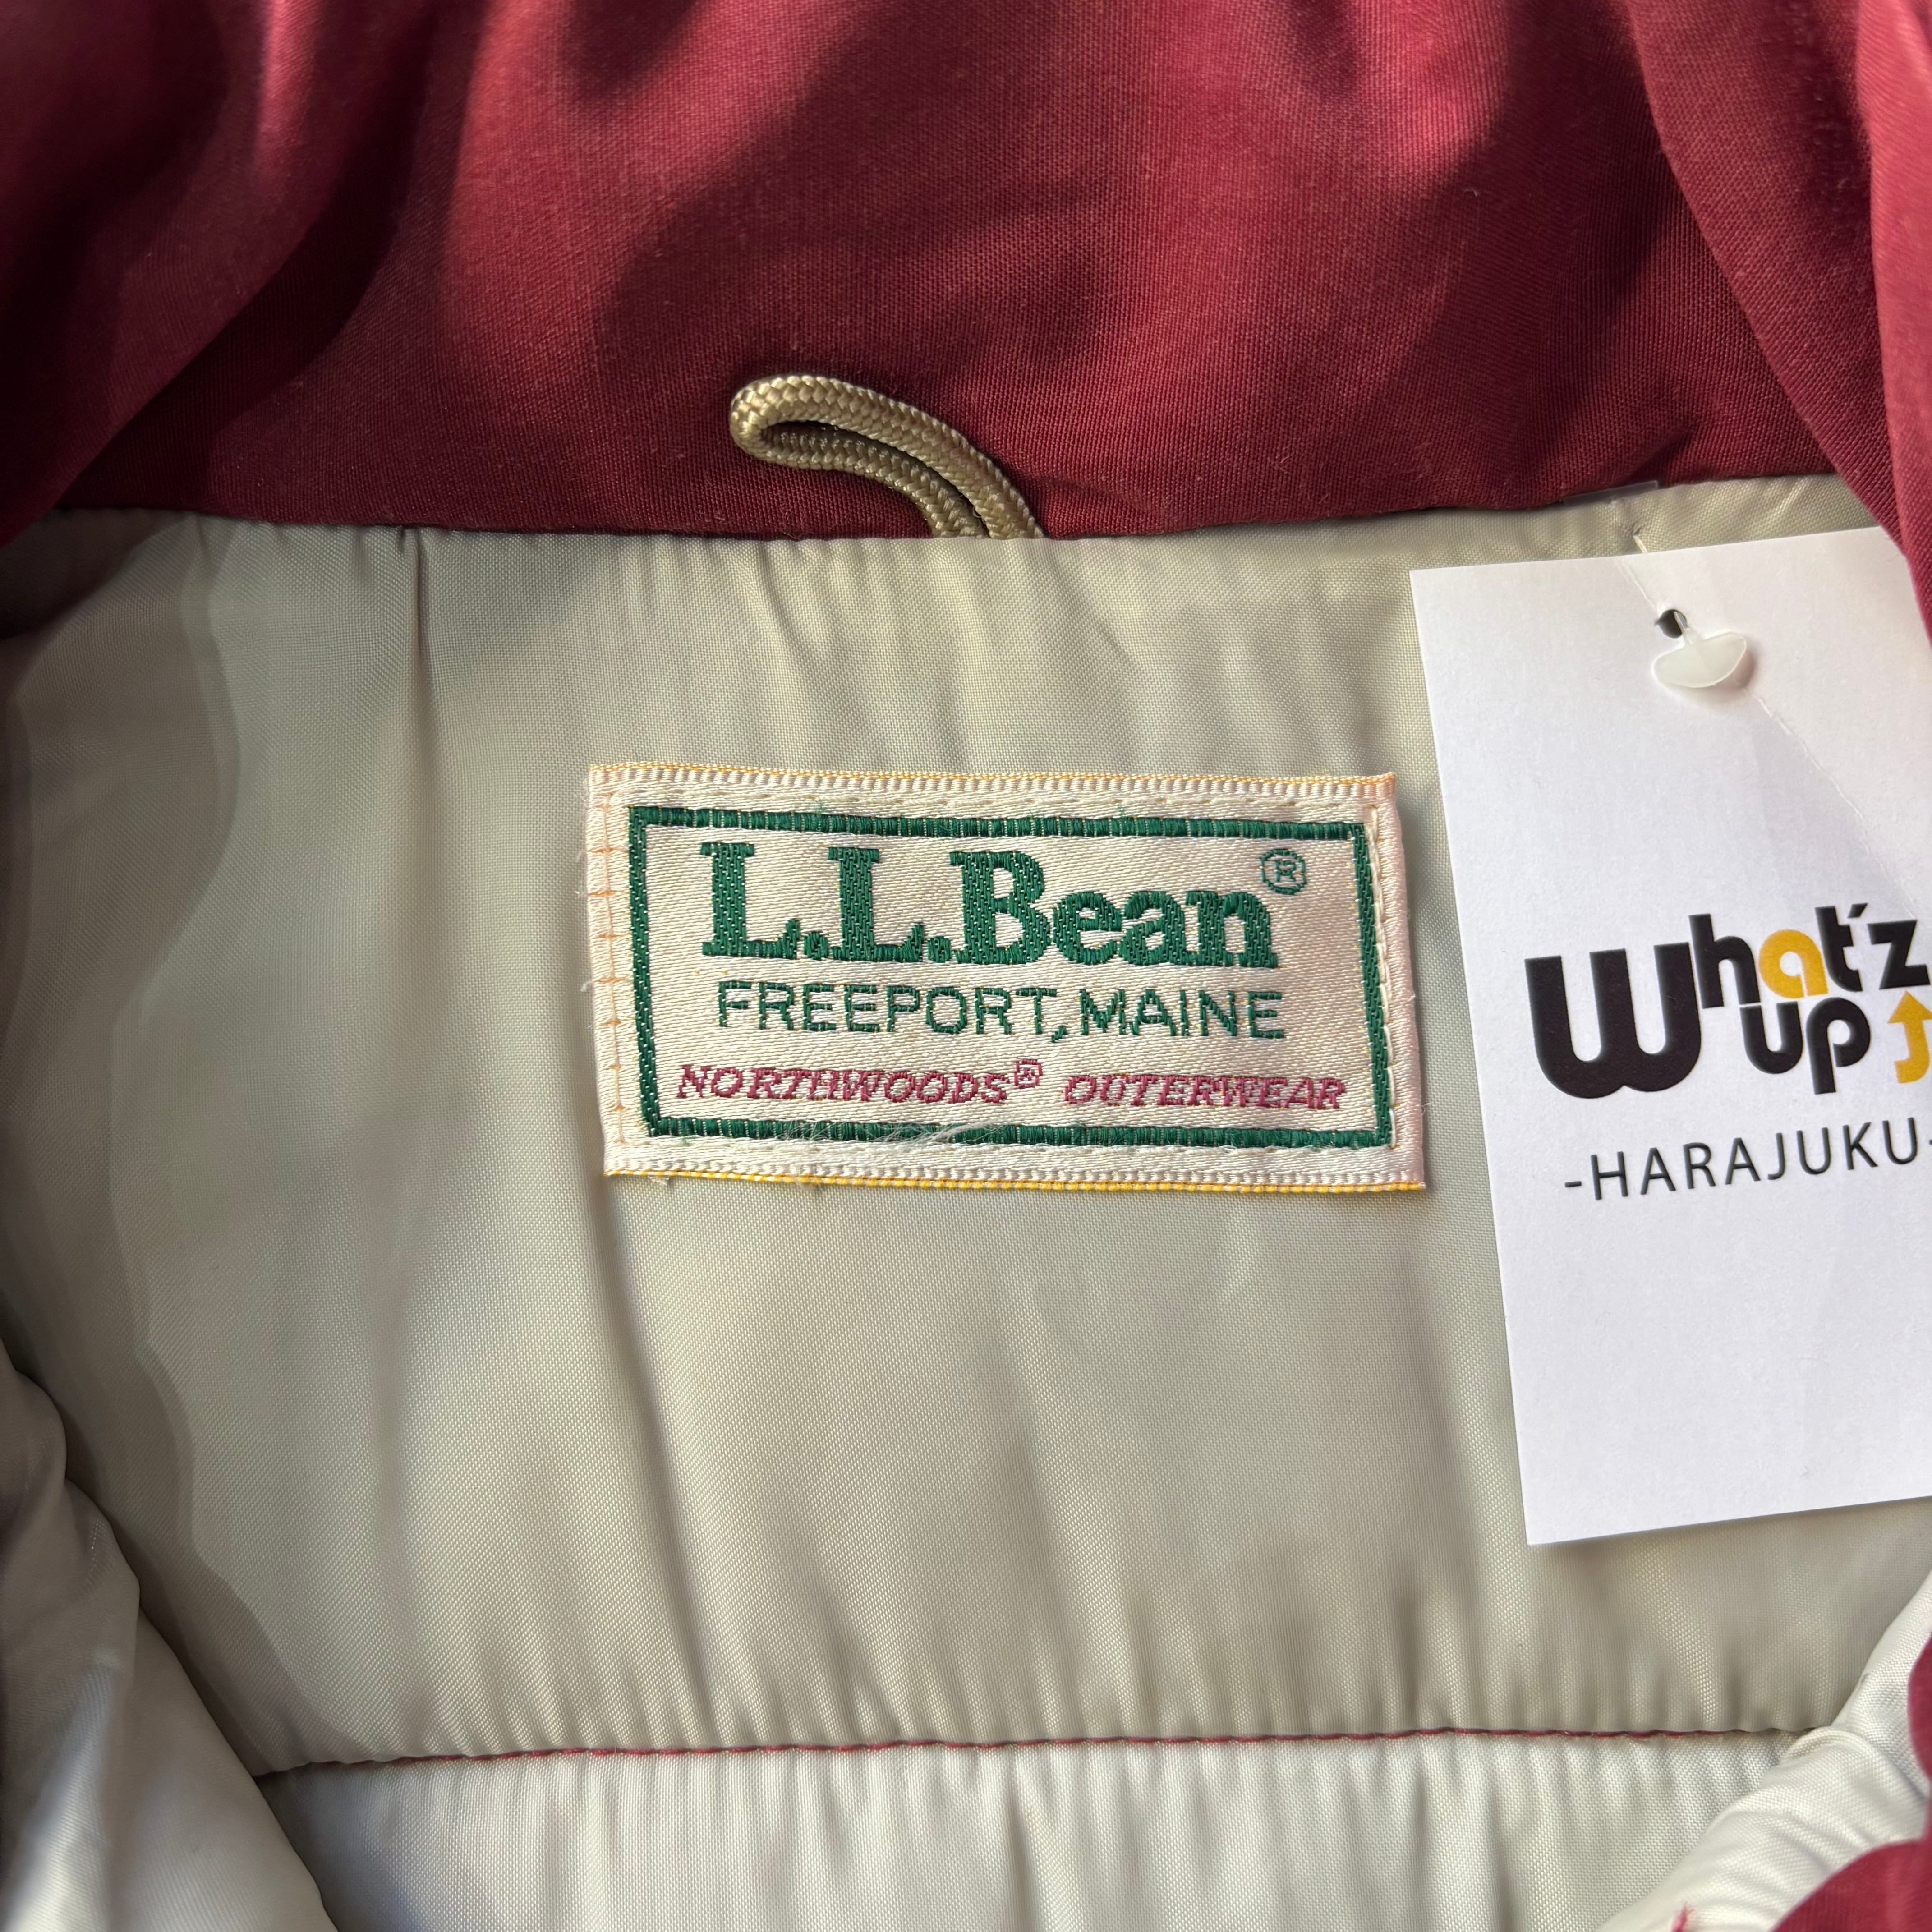 L.L.Bean®
FREEPORT, MAINE
NORTHWOODS® OUTERWEAR
What'z
up
-HARAJUKU-